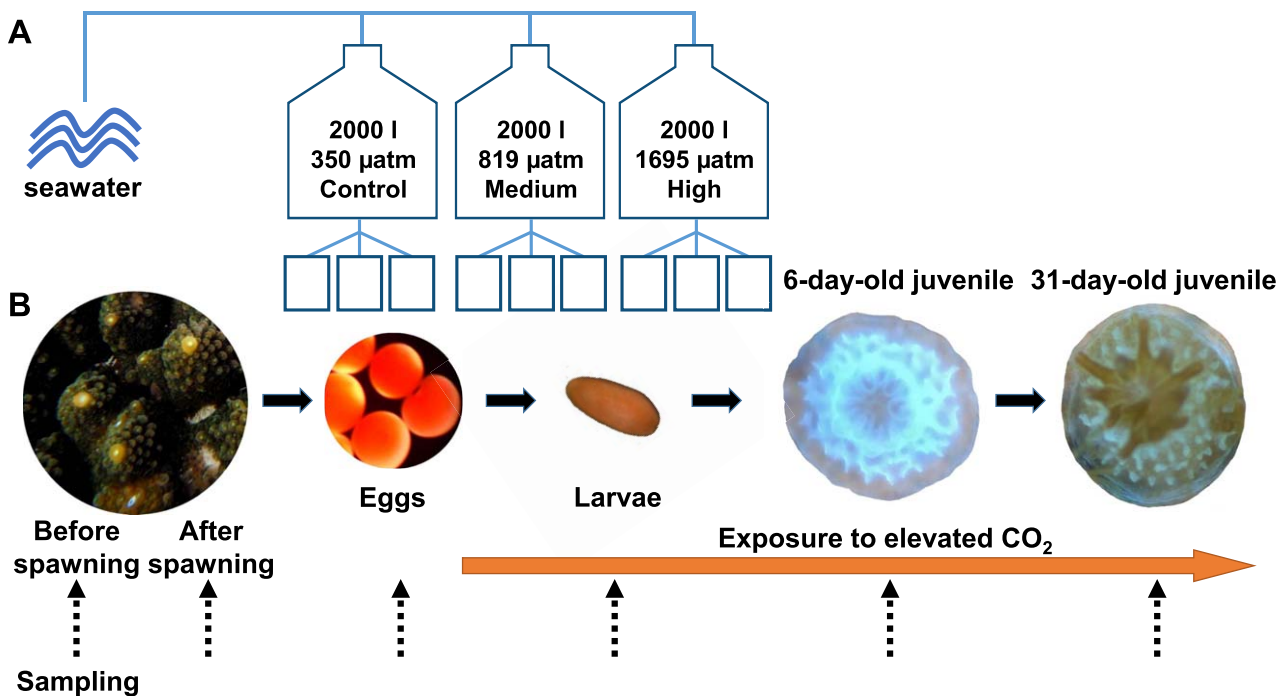 A
seawater
2000 l
350 µatm
Control
2000 l
819 µatm
Medium
2000 l
1695 µatm
High
B
6-day-old juvenile
31-day-old juvenile
Eggs
Larvae
Before
spawning
After
spawning
Exposure to elevated CO₂
Sampling